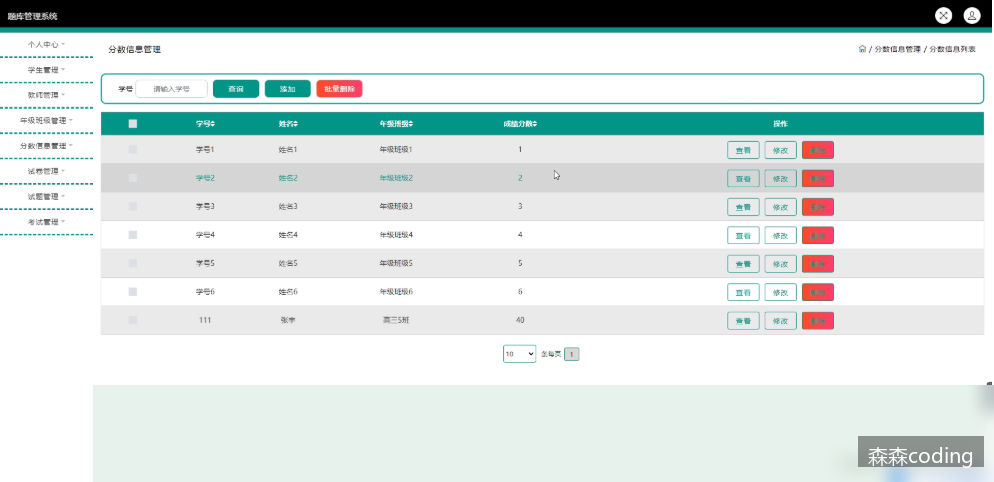 题库管理系统
个人中心
学生管理
教师管理
年级班级管理
分数信息管理
试卷管理
试题管理
考试管理
分数信息管理
/ 分数信息管理 / 分数信息列表
学号 请输入学号 查询 添加 批量删除
学号 姓名 年级班级 成绩分数 操作
学号1 姓名1 年级班级1 1 查看 修改 删除
学号2 姓名2 年级班级2 2 查看 修改 删除
学号3 姓名3 年级班级3 3 查看 修改 删除
学号4 姓名4 年级班级4 4 查看 修改 删除
学号5 姓名5 年级班级5 5 查看 修改 删除
学号6 姓名6 年级班级6 6 查看 修改 删除
111 高三5班 40 查看 修改 删除
10 条每页 1
森森coding